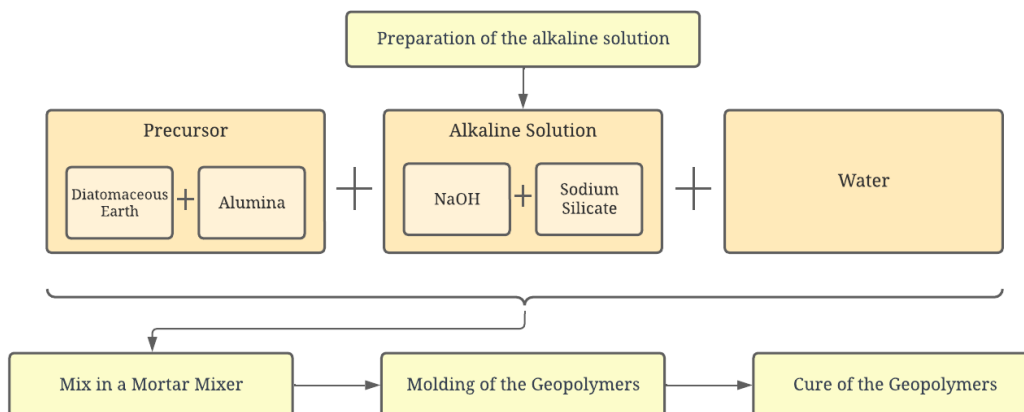 Preparation of the alkaline solution
Precursor
Diatomaceous
Earth
+
Alumina
+
Alkaline Solution
NaOH
+
Sodium
Silicate
+
Water
Mix in a Mortar Mixer
Molding of the Geopolymers
Cure of the Geopolymers